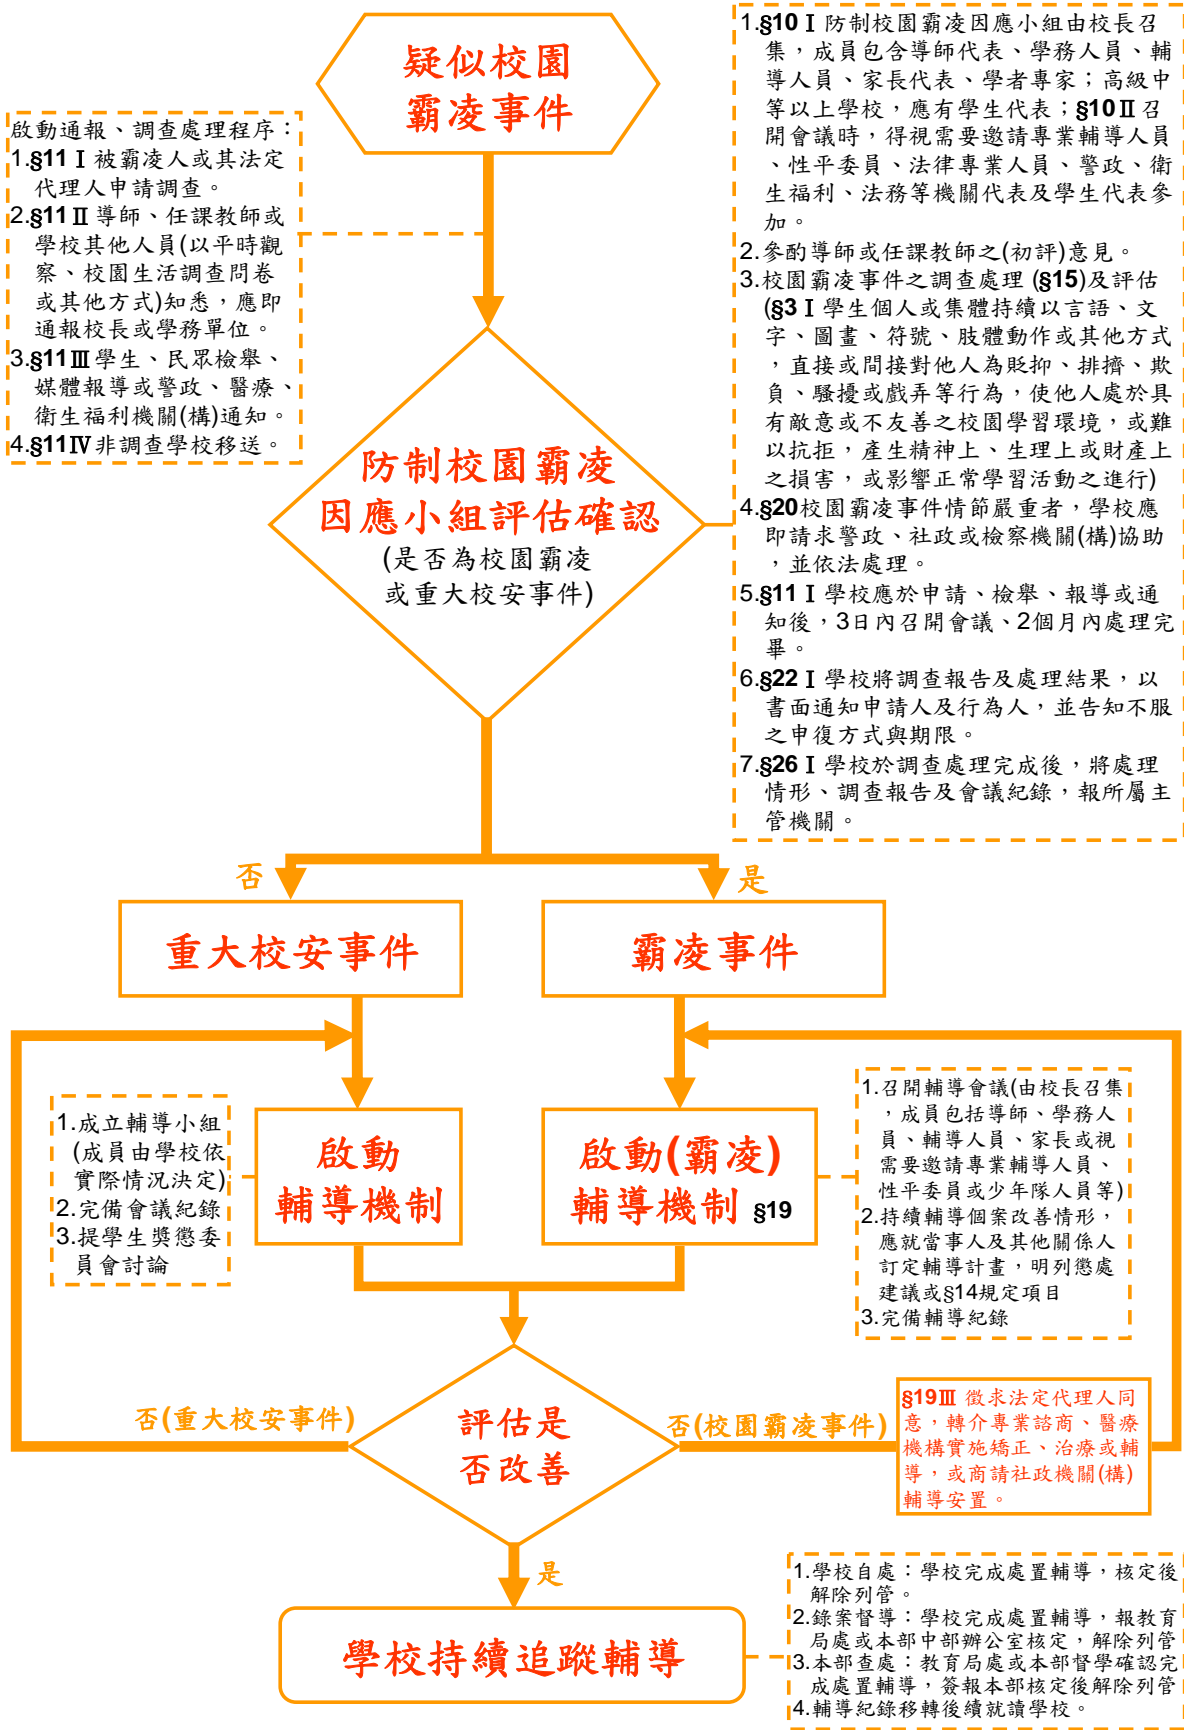 疑似校園
霸凌事件
啟動通報、調查處理程序：
1.§11Ⅰ被霸凌人或其法定
代理人申請調查。
2.§11Ⅱ導師、任課教師或
學校其他人員(以平時觀
察、校園生活調查問卷
或其他方式)知悉，應即
通報校長或學務單位。
3.§11Ⅲ學生、民眾檢舉、
媒體報導或警政、醫療、
衛生福利機關(構)通知。
4.§11Ⅳ非調查學校移送。
1.§10Ⅰ防制校園霸凌因應小組由校長召
集，成員包含導師代表、學務人員、輔
導人員、家長代表、學者專家；高級中
等以上學校，應有學生代表；§10Ⅱ召
開會議時，得視需要邀請專業輔導人員
、性平委員、法律專業人員、警政、衛
生福利、法務等機關代表及學生代表參
加。
2.參酌導師或任課教師之(初評)意見。
3.校園霸凌事件之調查處理 (§15)及評估
(§3Ⅰ學生個人或集體持續以言語、文
字、圖畫、符號、肢體動作或其他方式
，直接或間接對他人為貶抑、排擠、欺
負、騷擾或戲弄等行為，使他人處於具
有敵意或不友善之校園學習環境，或難
以抗拒，產生精神上、生理上或財產上
之損害，或影響正常學習活動之進行)
4.§20校園霸凌事件情節嚴重者，學校應
即請求警政、社政或檢察機關(構)協助
，並依法處理。
5.§11Ⅰ學校應於申請、檢舉、報導或通
知後，3日內召開會議、2個月內處理完
畢。
6.§22Ⅰ學校將調查報告及處理結果，以
書面通知申請人及行為人，並告知不服
之申復方式與期限。
7.§26Ⅰ學校於調查處理完成後，將處理
情形、調查報告及會議紀錄，報所屬主
管機關。
防制校園霸凌
因應小組評估確認
(是否為校園霸凌
或重大校安事件)
否
是
重大校安事件
霸凌事件
1.成立輔導小組
(成員由學校依
實際情況決定)
2.完備會議紀錄
3.提學生獎懲委
員會討論
啟動
輔導機制
啟動(霸凌)
輔導機制 §19
1.召開輔導會議(由校長召集
，成員包括導師、學務人
員、輔導人員、家長或視
需要邀請專業輔導人員、
性平委員或少年隊人員等)
2.持續輔導個案改善情形，
應就當事人及其他關係人
訂定輔導計畫，明列懲處
建議或§14規定項目
3.完備輔導紀錄
否(重大校安事件)
評估是
否改善
否(校園霸凌事件)
§19Ⅲ 徵求法定代理人同
意，轉介專業諮商、醫療
機構實施矯正、治療或輔
導，或商請社政機關(構)
輔導安置。
是
學校持續追蹤輔導
1.學校自處：學校完成處置輔導，核定後
解除列管。
2.錄案督導：學校完成處置輔導，報教育
局處或本部中部辦公室核定，解除列管
3.本部查處：教育局處或本部督學確認完
成處置輔導，簽報本部核定後解除列管
4.輔導紀錄移轉後續就讀學校。